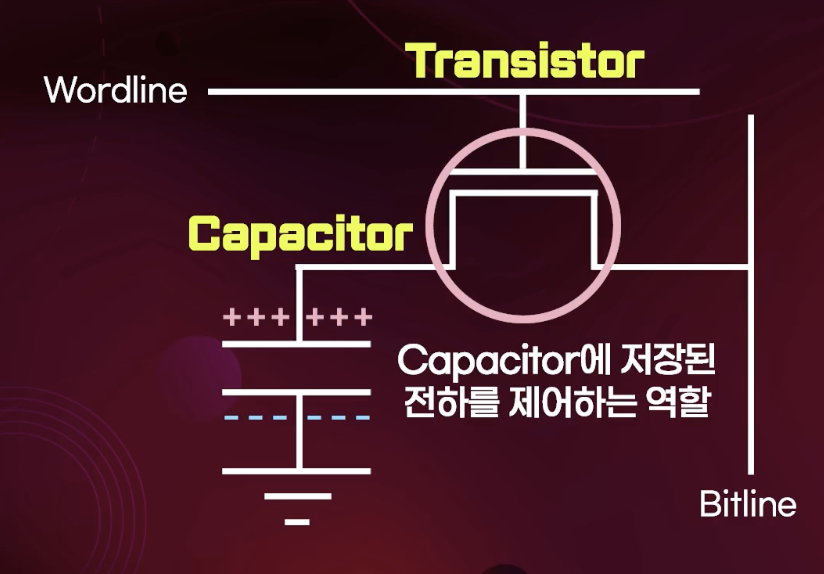 Transistor
Wordline
Capacitor
+++ +++
Capacitor에 저장된
전하를 제어하는 역할
--- ---
Bitline